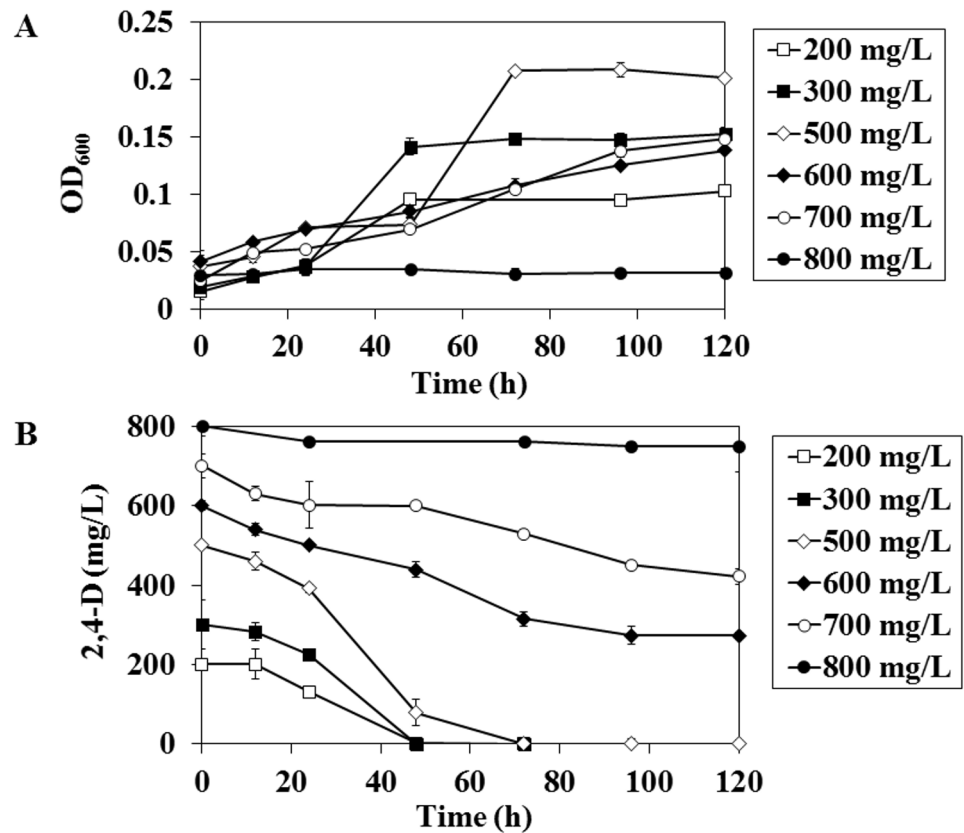 A
0.25
0.2
0.15
0.1
0.05
0
OD600
0 20 40 60 80 100 120
Time (h)
200 mg/L
300 mg/L
500 mg/L
600 mg/L
700 mg/L
800 mg/L
B
800
600
400
200
0
2,4-D (mg/L)
0 20 40 60 80 100 120
Time (h)
200 mg/L
300 mg/L
500 mg/L
600 mg/L
700 mg/L
800 mg/L